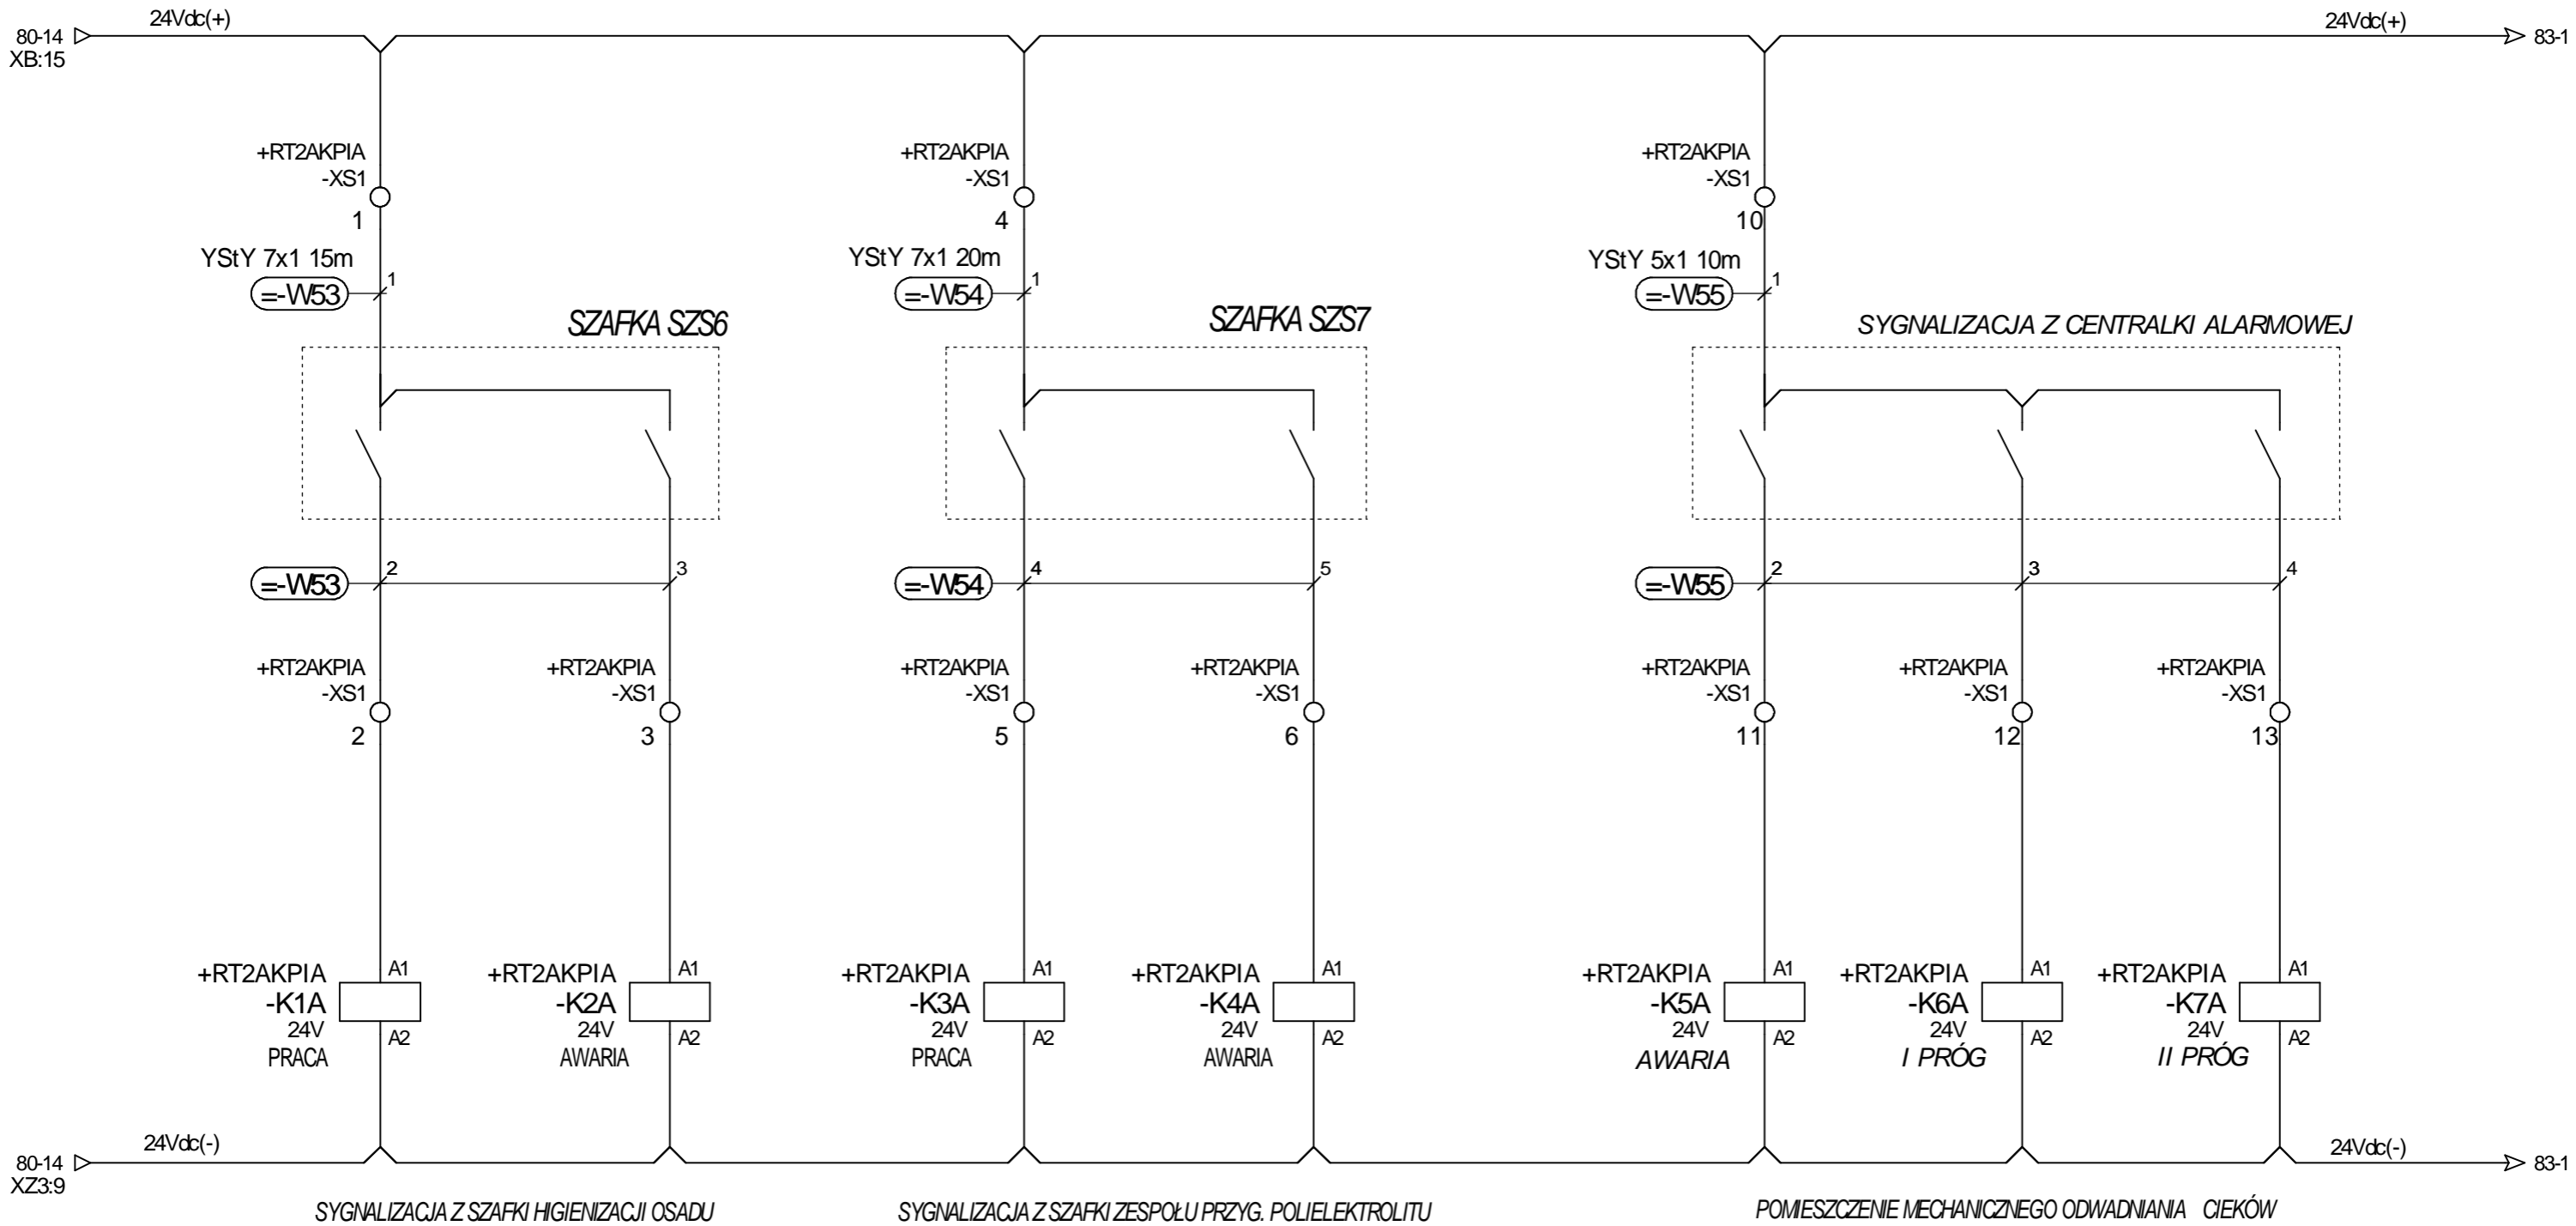 24Vdc(+)
24Vdc(+)
80-14
83-1
XB:15
+RT2AKPIA
-XS1
1
+RT2AKPIA
-XS1
4
+RT2AKPIA
-XS1
10
YStY 7x1 15m
=-W53
1
YStY 7x1 20m
=-W54
1
YStY 5x1 10m
=-W55
1
SZAFKA SZS6
SZAFKA SZS7
SYGNALIZACJA Z CENTRALKI ALARMOWEJ
=-W53
2
3
=-W54
4
5
=-W55
2
3
4
+RT2AKPIA
-XS1
2
+RT2AKPIA
-XS1
3
+RT2AKPIA
-XS1
5
+RT2AKPIA
-XS1
6
+RT2AKPIA
-XS1
11
+RT2AKPIA
-XS1
12
+RT2AKPIA
-XS1
13
+RT2AKPIA
-K1A
24V
PRACA
A1
A2
+RT2AKPIA
-K2A
24V
AWARIA
A1
A2
+RT2AKPIA
-K3A
24V
PRACA
A1
A2
+RT2AKPIA
-K4A
24V
AWARIA
A1
A2
+RT2AKPIA
-K5A
24V
AWARIA
A1
A2
+RT2AKPIA
-K6A
24V
I PRÓG
A1
A2
+RT2AKPIA
-K7A
24V
II PRÓG
A1
A2
24Vdc(-)
24Vdc(-)
80-14
83-1
XZ3:9
SYGNALIZACJA Z SZAFKI HIGIENIZACJI OSADU
SYGNALIZACJA Z SZAFKI ZESPOŁU PRZYG. POLIELEKTROLITU
POMIESZCZENIE MECHANICZNEGO ODWADNIANIA CIEKÓW